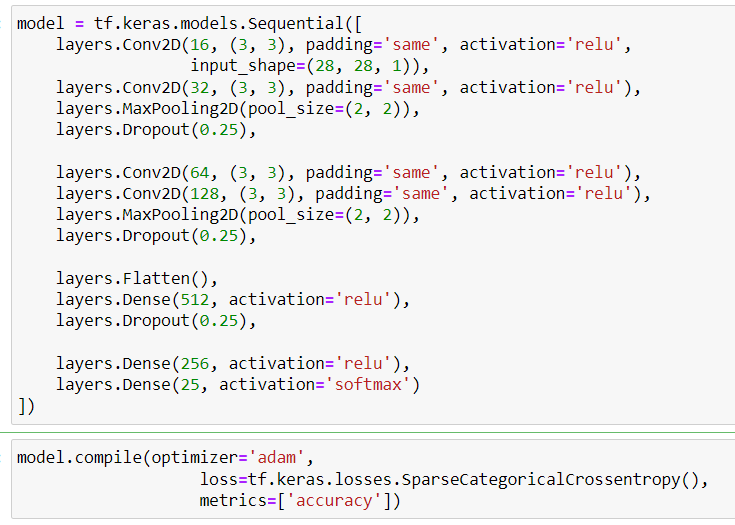 model = tf.keras.models.Sequential([
    layers.Conv2D(16, (3, 3), padding='same', activation='relu',
                  input_shape=(28, 28, 1)),
    layers.Conv2D(32, (3, 3), padding='same', activation='relu'),
    layers.MaxPooling2D(pool_size=(2, 2)),
    layers.Dropout(0.25),

    layers.Conv2D(64, (3, 3), padding='same', activation='relu'),
    layers.Conv2D(128, (3, 3), padding='same', activation='relu'),
    layers.MaxPooling2D(pool_size=(2, 2)),
    layers.Dropout(0.25),

    layers.Flatten(),
    layers.Dense(512, activation='relu'),
    layers.Dropout(0.25),

    layers.Dense(256, activation='relu'),
    layers.Dense(25, activation='softmax')
])
model.compile(optimizer='adam',
                   loss=tf.keras.losses.SparseCategoricalCrossentropy(),
                   metrics=['accuracy'])